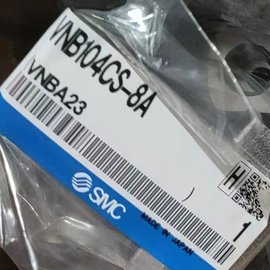 VNB104CS-8A
VNBA23
SMC
MADE IN JAPAN
H
1